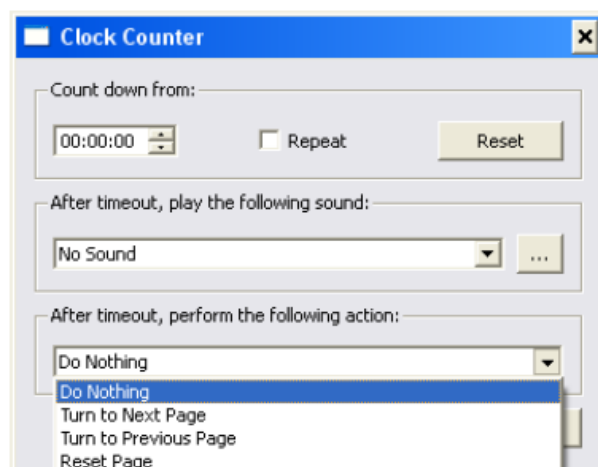 Clock Counter
Count down from:
00:00:00 Repeat Reset
After timeout, play the following sound:
No Sound ...
After timeout, perform the following action:
Do Nothing
Do Nothing
Turn to Next Page
Turn to Previous Page
Reset Page